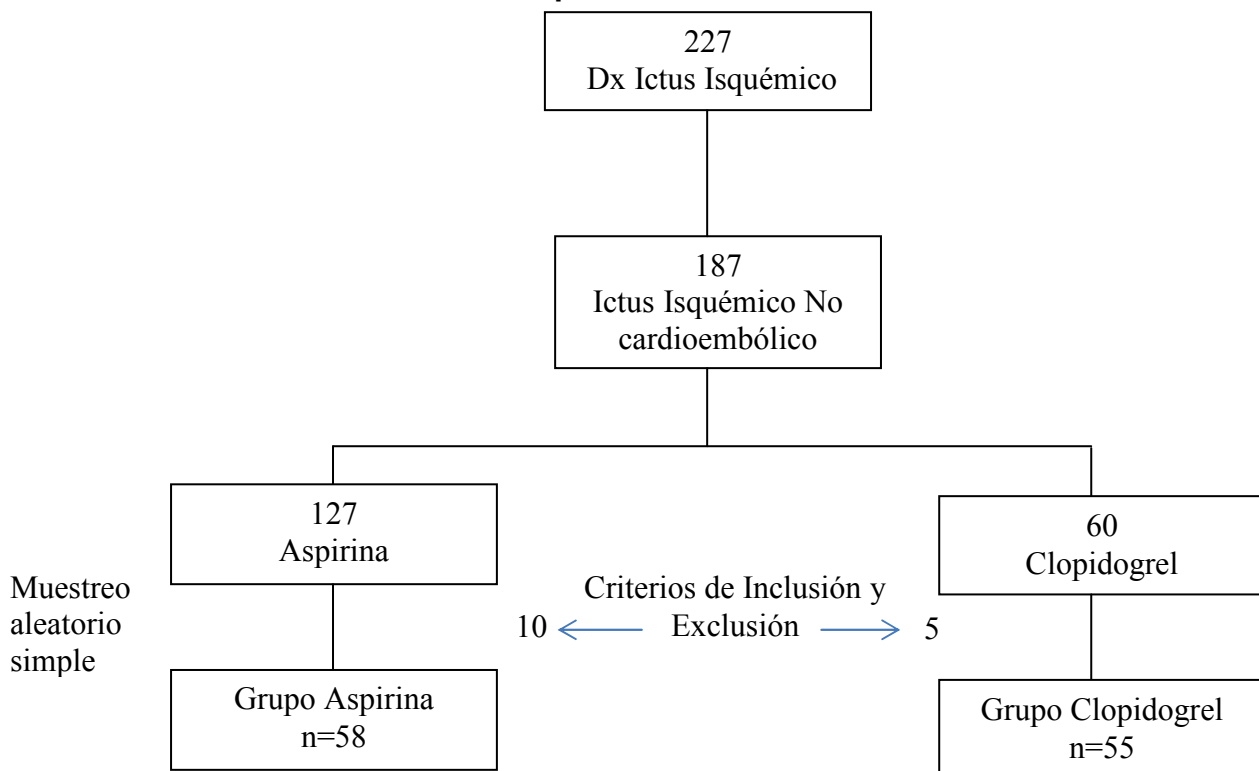 227
Dx Ictus Isquémico
187
Ictus Isquémico No
cardioembólico
127
Aspirina
60
Clopidogrel
Muestreo
aleatorio
simple
Criterios de Inclusión y
10 Exclusión 5
Grupo Aspirina
n=58
Grupo Clopidogrel
n=55